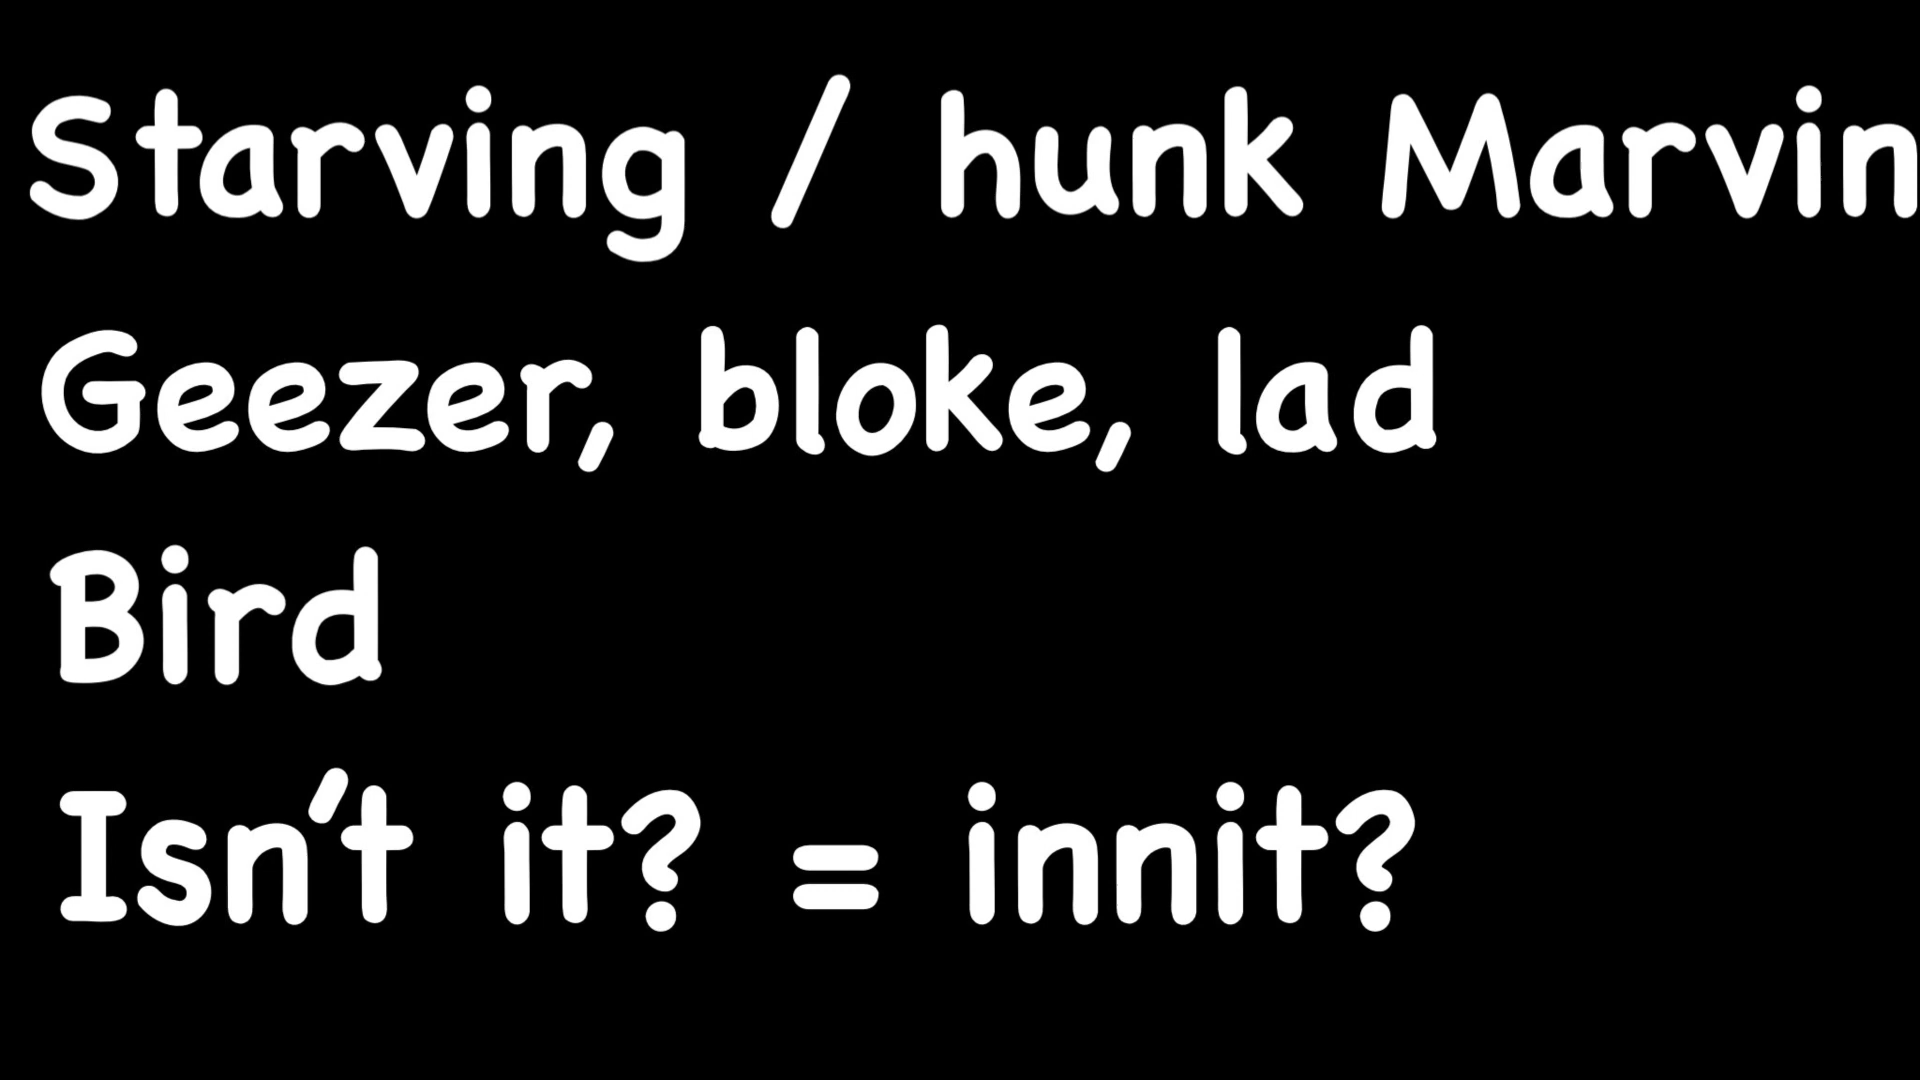 Starving / hunk Marvin
Geezer, bloke, lad
Bird
Isn't it? = innit?